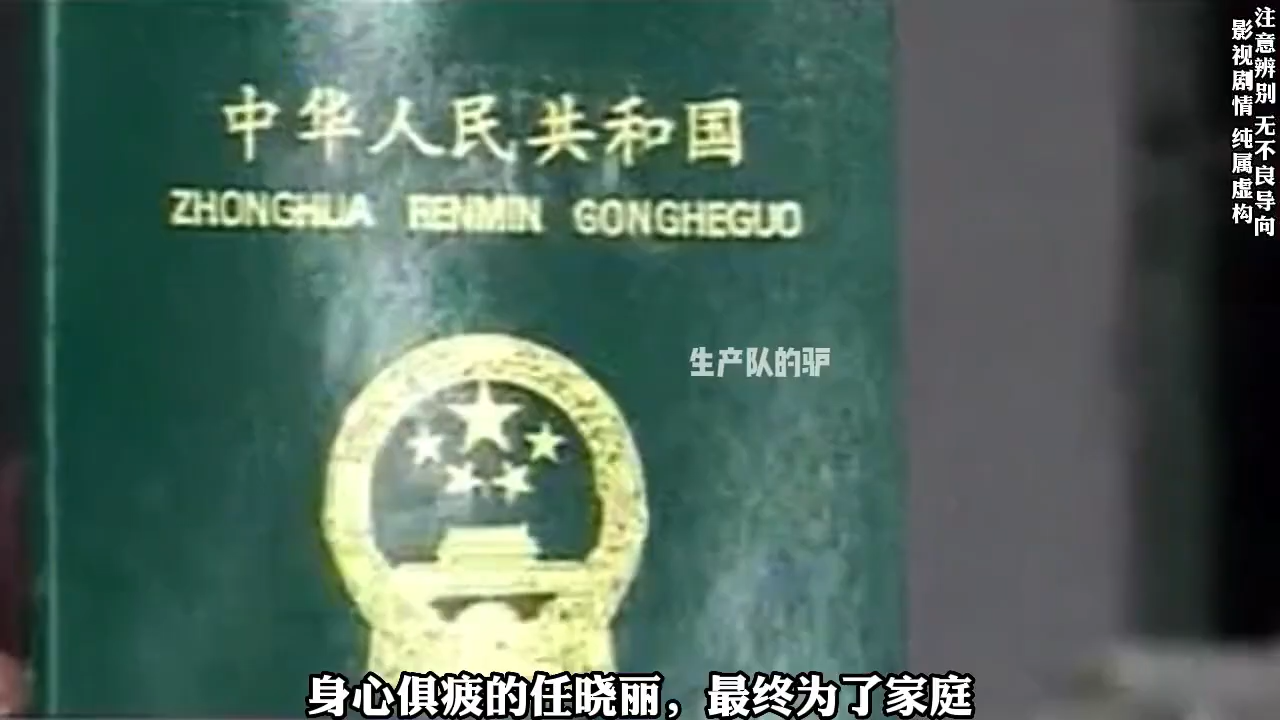 中华人民共和国
ZHONGHUA RENMIN GONGHEGUO
生产队的驴
注意辨别 无不良导向
影视剧情 纯属虚构
身心俱疲的任晓丽，最终为了家庭